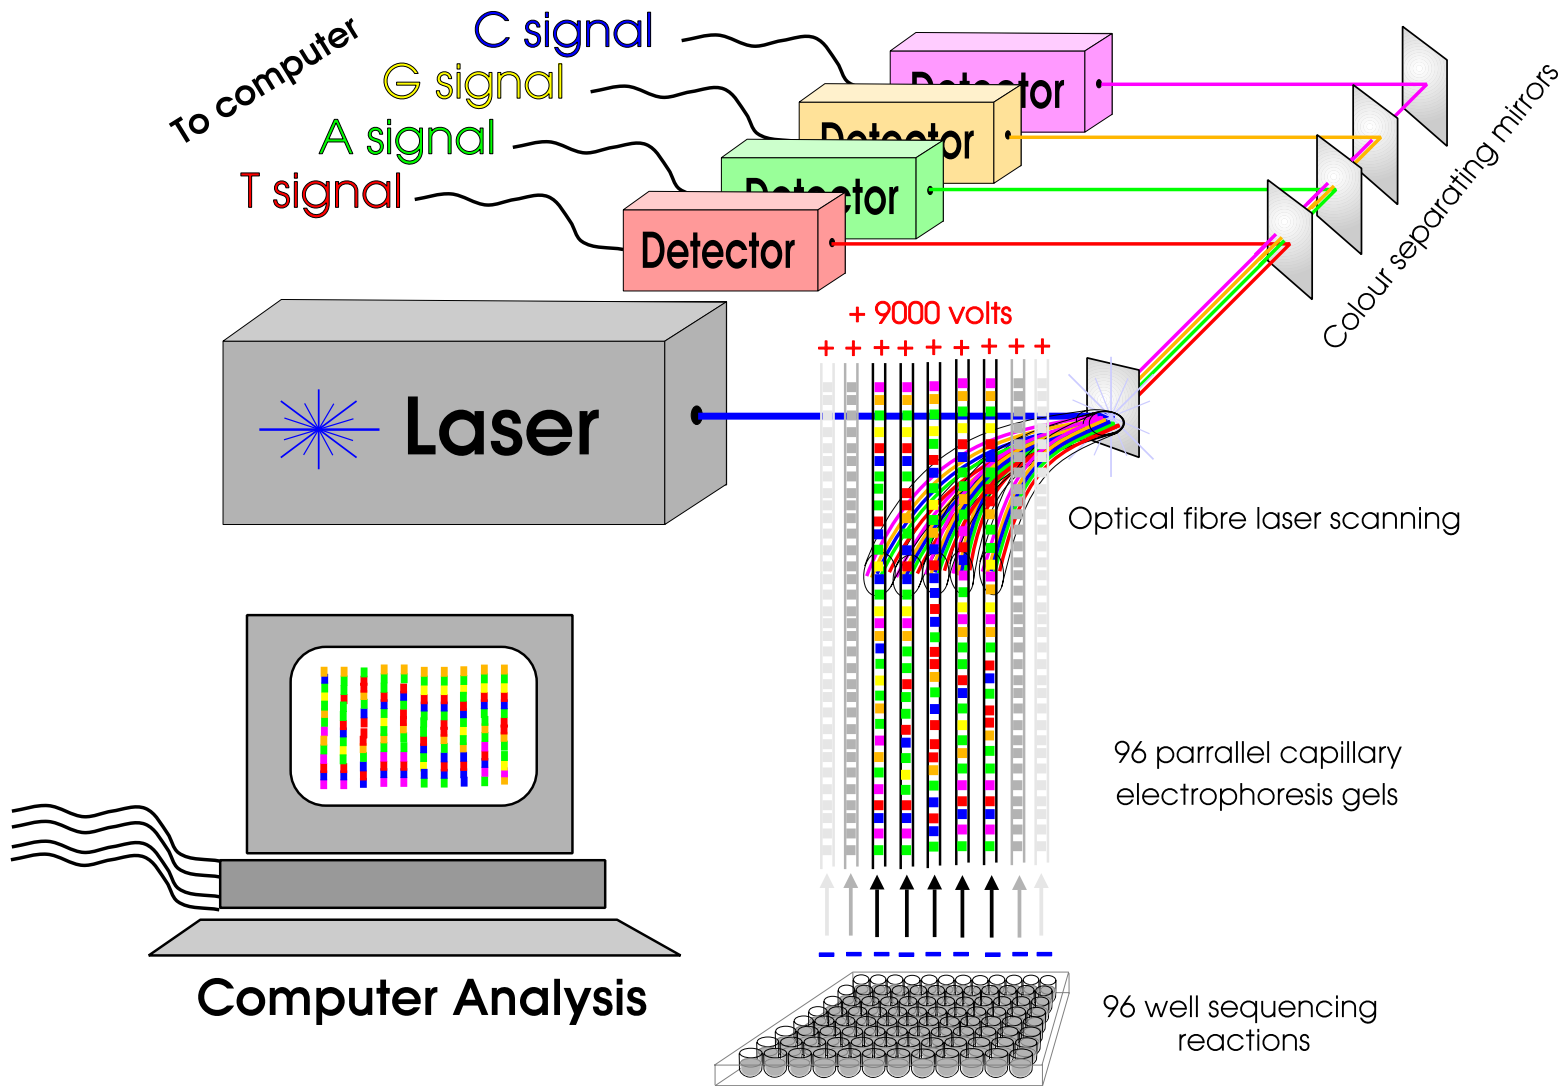 C signal
G signal
A signal
T signal
To computer
Detector
Detector
Detector
Detector
Colour separating mirrors
+ 9000 volts
+ + + + + + + + +
Laser
Optical fibre laser scanning
96 parrallel capillary
electrophoresis gels
- - - - - - - - -
Computer Analysis
96 well sequencing
reactions